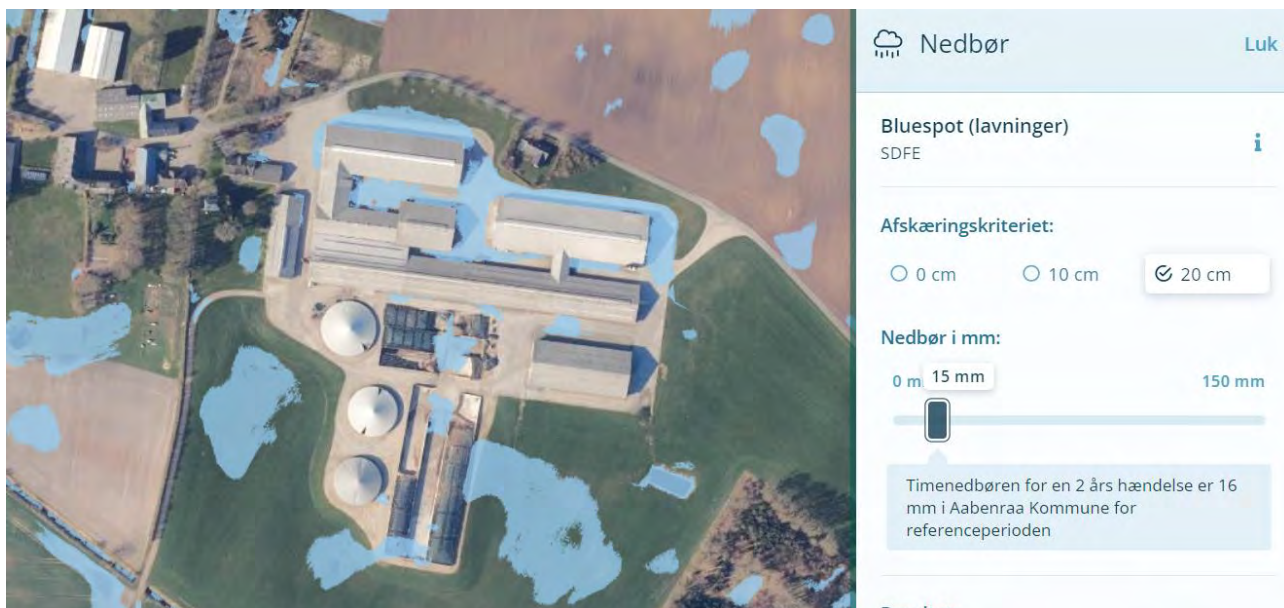 Nedbør
Luk
Bluespot (lavninger)
SDFE
i
Afskæringskriteriet:
0 cm
10 cm
20 cm
Nedbør i mm:
0 m
15 mm
150 mm
Timenedbøren for en 2 års hændelse er 16
mm i Aabenraa Kommune for
referenceperioden